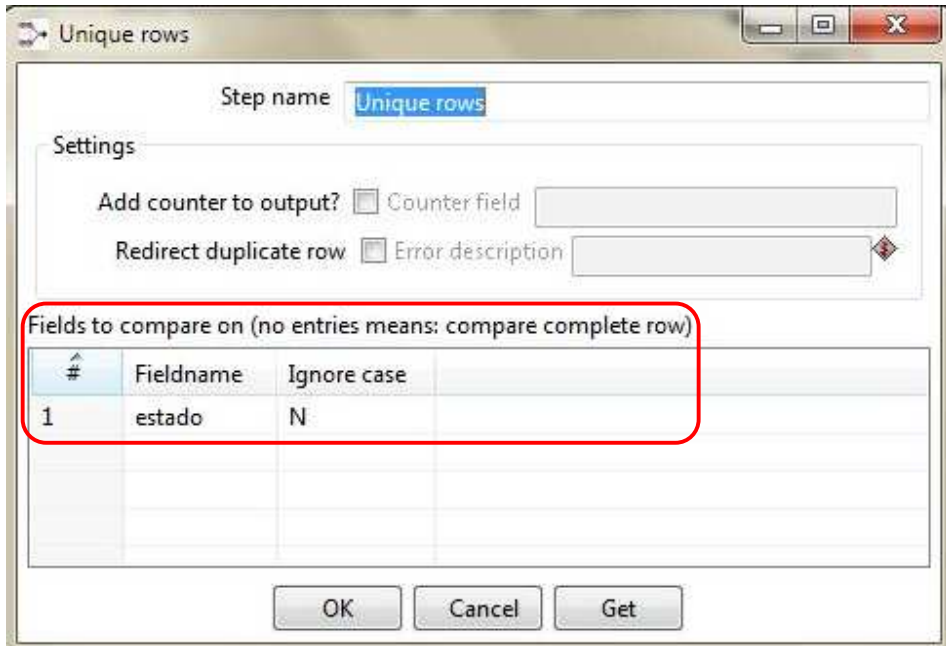 Unique rows
Step name Unique rows
Settings
Add counter to output? Counter field
Redirect duplicate row Error description
Fields to compare on (no entries means: compare complete row)
# Fieldname Ignore case
1 estado N
OK Cancel Get